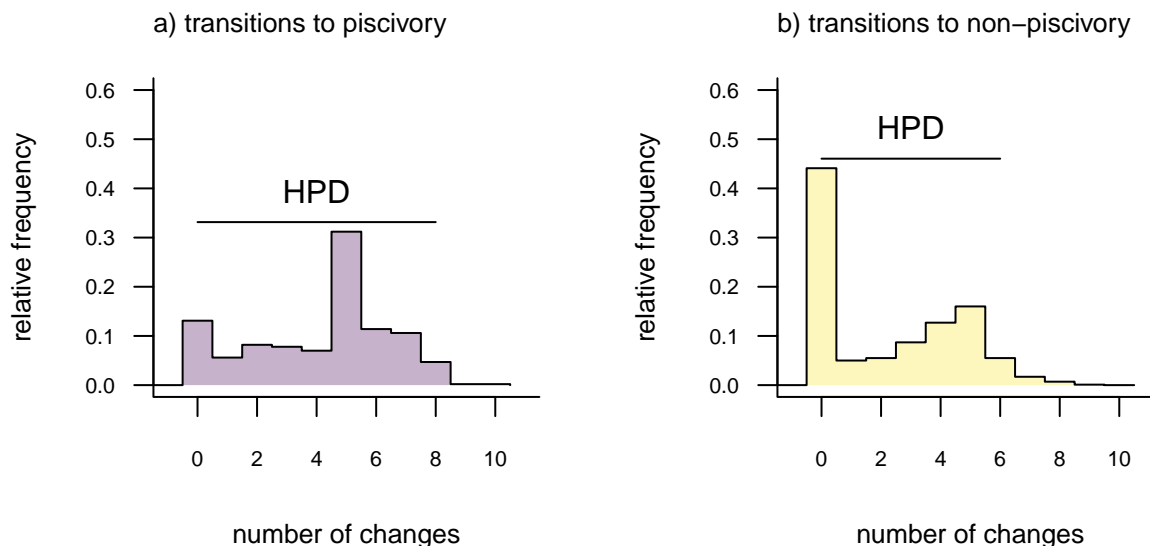 a) transitions to piscivory
relative frequency
0.6
0.5
0.4
0.3
0.2
0.1
0.0
HPD
0 2 4 6 8 10
number of changes
b) transitions to non−piscivory
relative frequency
0.6
0.5
0.4
0.3
0.2
0.1
0.0
HPD
0 2 4 6 8 10
number of changes